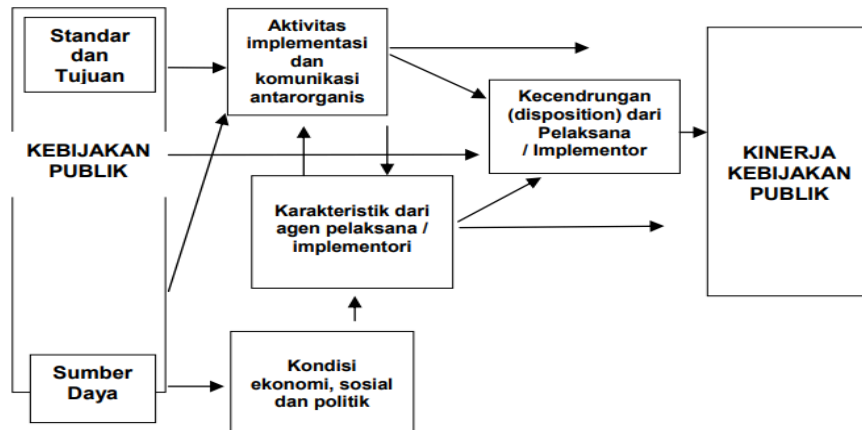 Standar
dan
Tujuan
KEBIJAKAN
PUBLIK
Sumber
Daya
Aktivitas
implementasi
dan
komunikasi
antarorganis
Karakteristik dari
agen pelaksana /
implementori
Kondisi
ekonomi, sosial
dan politik
Kecendrungan
(disposition) dari
Pelaksana
/ Implementor
KINERJA
KEBIJAKAN
PUBLIK